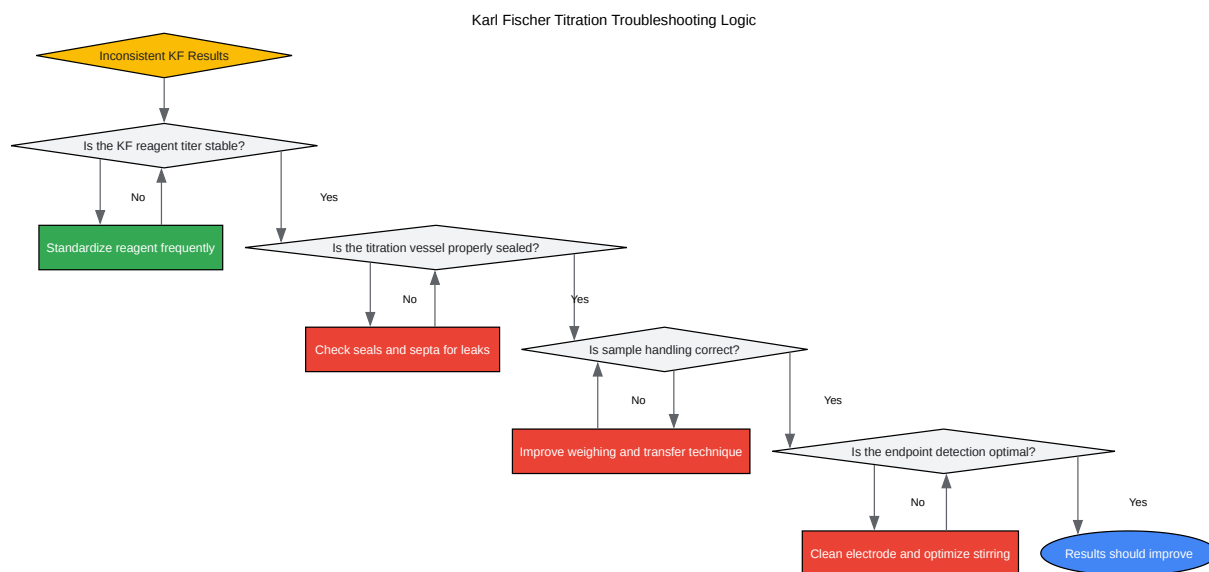 Karl Fischer Titration Troubleshooting Logic
Inconsistent KF Results
Is the KF reagent titer stable?
No
Yes
Standardize reagent frequently
Is the titration vessel properly sealed?
No
Yes
Check seals and septa for leaks
Is sample handling correct?
No
Yes
Improve weighing and transfer technique
Is the endpoint detection optimal?
No
Yes
Clean electrode and optimize stirring
Results should improve